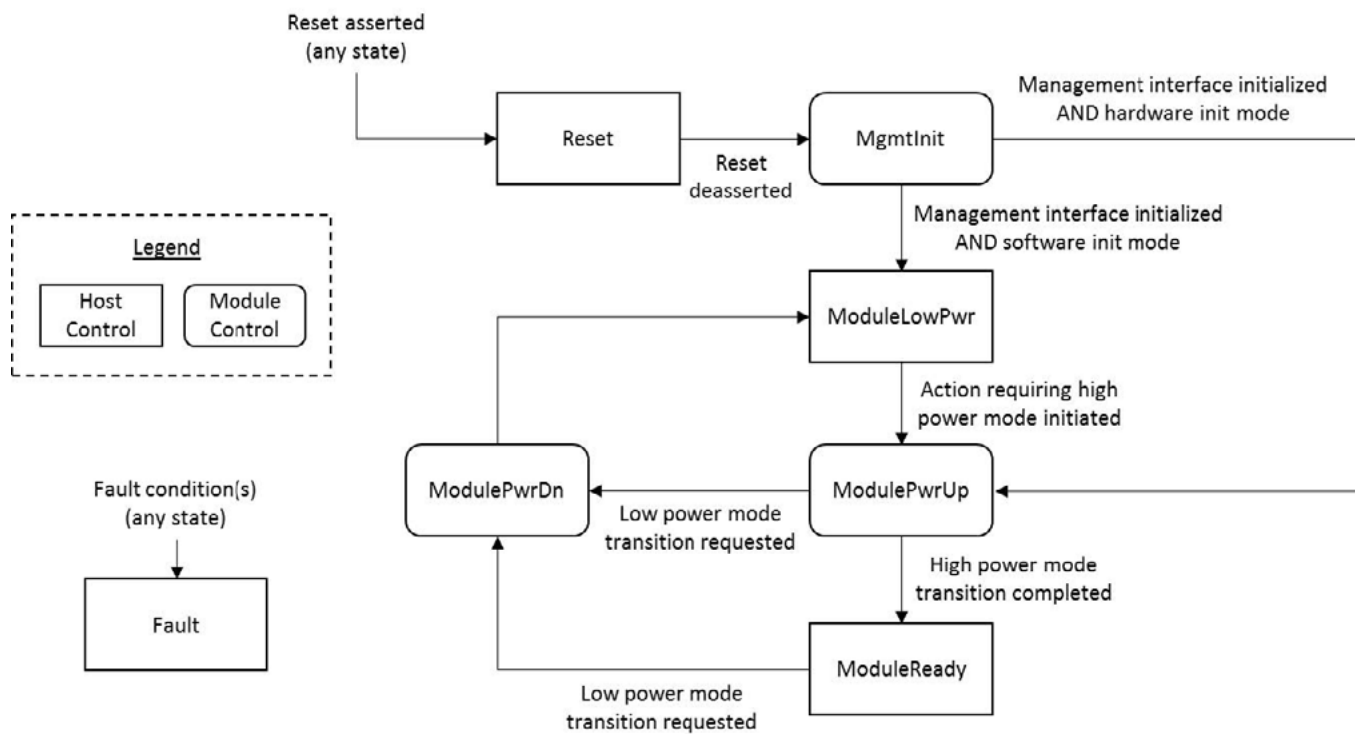 Reset asserted
(any state)
Management interface initialized
AND hardware init mode
Reset
MgmtInit
Reset
deasserted
Management interface initialized
AND software init mode
Legend
Host
Control
Module
Control
ModuleLowPwr
Action requiring high
power mode initiated
Fault condition(s)
(any state)
ModulePwrDn
ModulePwrUp
Low power mode
transition requested
High power mode
transition completed
Fault
ModuleReady
Low power mode
transition requested